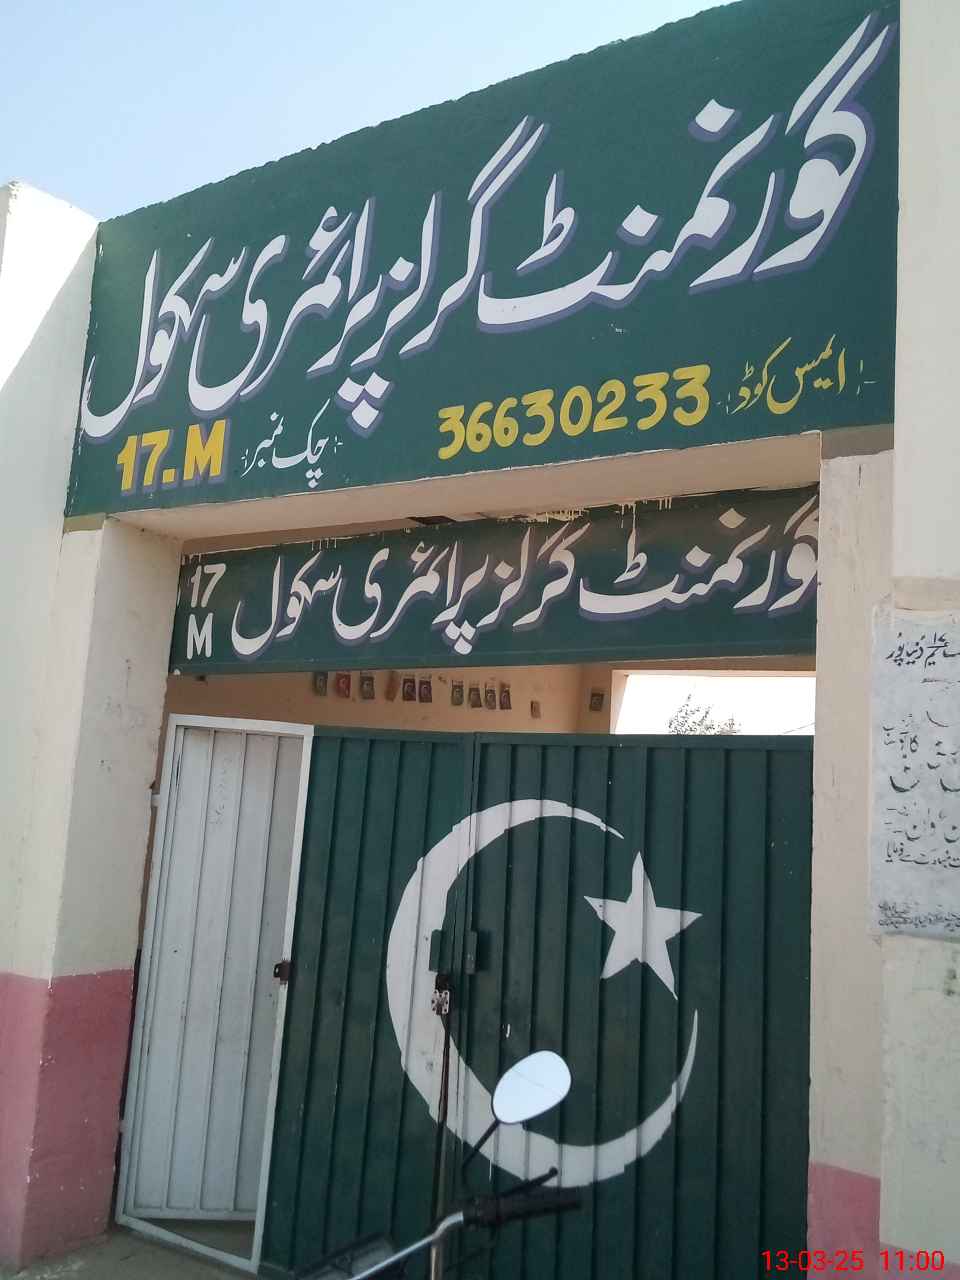 گورنمنٹ گرلز پرائمری سکول
ایمس کوڈ:- 36630233 چک نمبر:- 17.M
گورنمنٹ گرلز پرائمری سکول 17 M
13-03-25 11:00